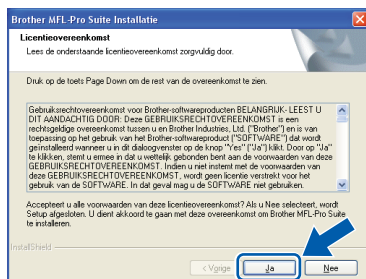 Brother MFL-Pro Suite Installatie
Licentieovereenkomst
Lees de onderstaande licentieovereenkomst zorgvuldig door.
Druk op de toets Page Down om de rest van de overeenkomst te zien.
Gebruiksrechtovereenkomst voor Brother-softwareproducten BELANGRIJK- LEEST U
DIT AANDACHTIG DOOR: Deze GEBRUIKSRECHTOVEREENKOMST is een
rechtsgeldige overeenkomst tussen u en Brother Industries, Ltd. ("Brother") en is van
toepassing op het gebruik van het Brother-softwareproduct ("SOFTWARE") dat wordt
geïnstalleerd wanneer u in dit dialoogvenster op de knop "Yes" ("Ja") klikt. Door op "Ja"
te klikken, stemt u ermee in dat u wettelijk gebonden bent aan de voorwaarden van deze
GEBRUIKSRECHTOVEREENKOMST. Indien u niet instemt met de voorwaarden van
deze GEBRUIKSRECHTOVEREENKOMST, wordt geen licentie verstrekt voor het
gebruik van de SOFTWARE. In dat geval mag u de SOFTWARE niet gebruiken.
Accepteert u alle voorwaarden van deze licentieovereenkomst? Als u Nee selecteert, wordt
Setup afgesloten. U dient akkoord te gaan met deze overeenkomst om Brother MFL-Pro Suite
te installeren.
InstallShield
< Vorige
Ja
Nee